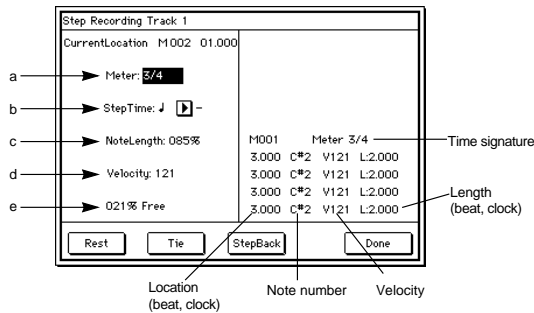 Step Recording Track 1
CurrentLocation M002 01.000
a
Meter: 3/4
b
StepTime: ♩ ▶ -
c
NoteLength: 085%
d
Velocity: 121
e
021% Free
M001 Meter 3/4
3.000 C#2 V121 L:2.000
3.000 C#2 V121 L:2.000
3.000 C#2 V121 L:2.000
3.000 C#2 V121 L:2.000
Time signature
Length
(beat, clock)
Rest Tie StepBack Done
Location
(beat, clock)
Note number
Velocity